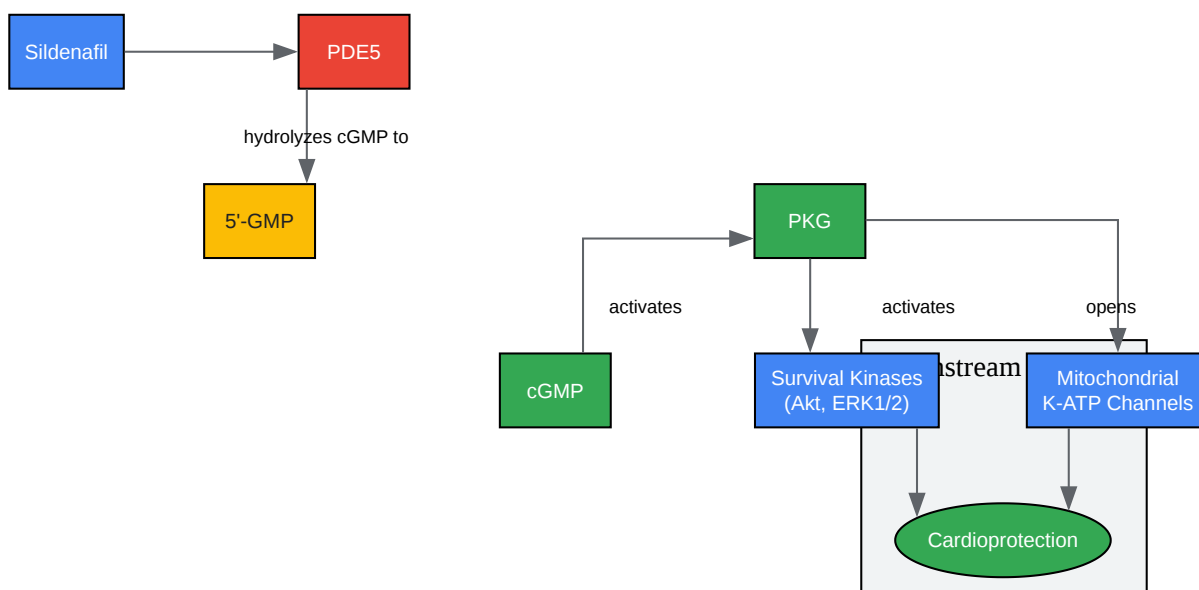 Sildenafil
PDE5
hydrolyzes cGMP to
5'-GMP
PKG
activates
activates
opens
cGMP
Survival Kinases
(Akt, ERK1/2)
Mitochondrial
K-ATP Channels
Cardioprotection